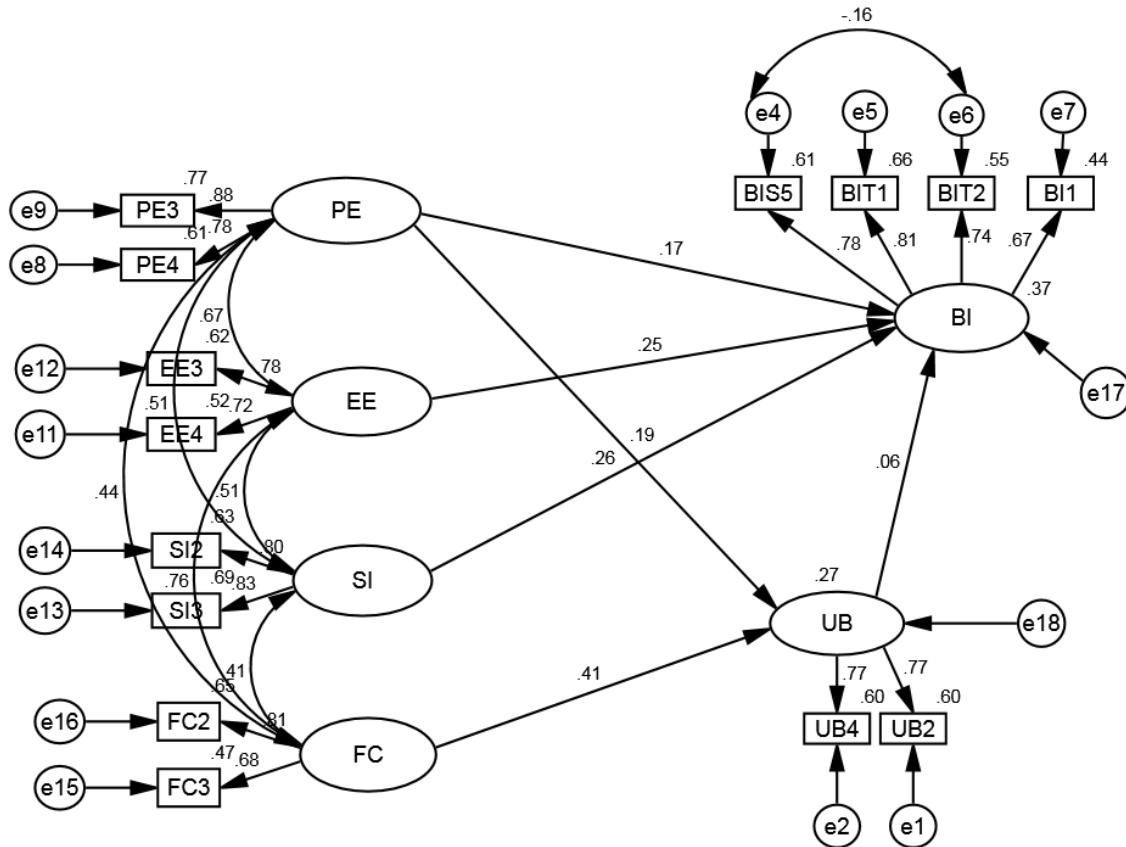 -.16
e4
e5
e6
e7
.61
.66
.55
.44
BIS5
BIT1
BIT2
BI1
.78
.81
.74
.67
.37
BI
e17
.77
.88
e9
PE3
PE
.61
.78
e8
PE4
.17
.67
.62
e12
EE3
.78
.25
EE
.51
.52
.72
e11
EE4
.19
.26
.06
.44
.51
.63
e14
SI2
.80
SI
.76
.69
.83
e13
SI3
.27
UB
e18
.41
.41
.65
e16
FC2
.81
FC
.77
.77
.60
.60
UB4
UB2
.47
.68
e15
FC3
e2
e1